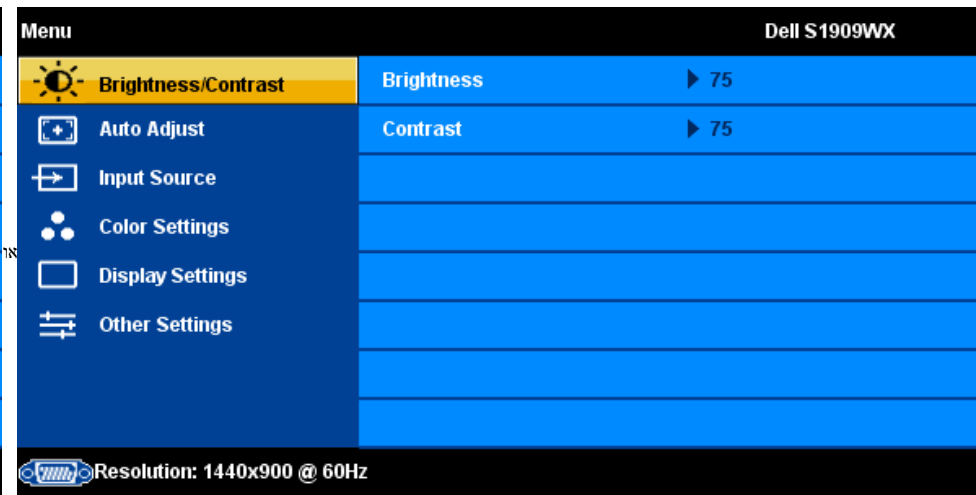 Menu Dell S1909WX
Brightness/Contrast Brightness 75
Auto Adjust Contrast 75
Input Source
Color Settings
או
Display Settings
Other Settings
Resolution: 1440x900 @ 60Hz